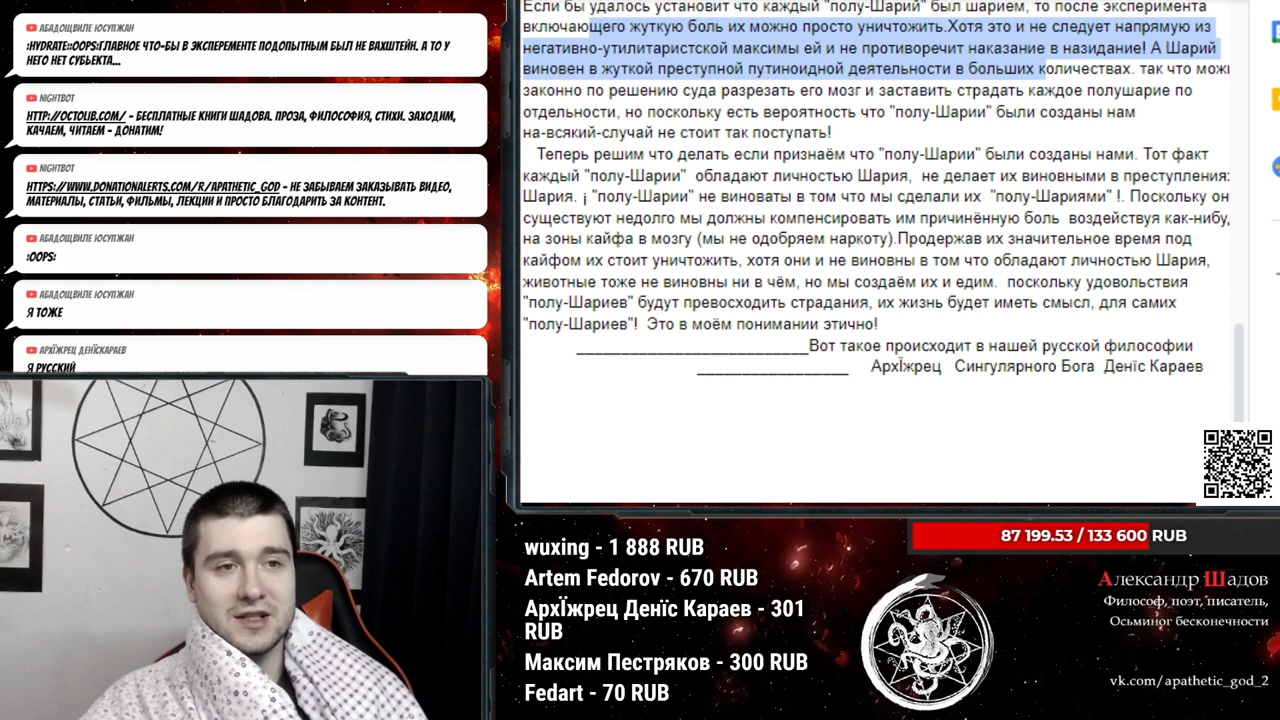 АБАДОЩВИЛЕ ЮСУПЖАН
:HYDRATE::OOPS:ГЛАВНОЕ ЧТО-БЫ В ЭКСПЕРЕМЕНТЕ ПОДОПЫТНЫМ БЫЛ НЕ ВАХШТЕЙН. А ТО У
НЕГО НЕТ СУБЬЕКТА...
NIGHTBOT
HTTP://OCTOLIB.COM/ - БЕСПЛАТНЫЕ КНИГИ ШАДОВА. ПРОЗА, ФИЛОСОФИЯ, СТИХИ. ЗАХОДИМ,
КАЧАЕМ, ЧИТАЕМ - ДОНАТИМ!
NIGHTBOT
HTTPS://WWW.DONATIONALERTS.COM/R/APATHETIC_GOD - НЕ ЗАБЫВАЕМ ЗАКАЗЫВАТЬ ВИДЕО,
МАТЕРИАЛЫ, СТАТЬИ, ФИЛЬМЫ, ЛЕКЦИИ И ПРОСТО БЛАГОДАРИТЬ ЗА КОНТЕНТ.
АБАДОЩВИЛЕ ЮСУПЖАН
:OOPS:
АБАДОЩВИЛЕ ЮСУПЖАН
Я ТОЖЕ
АРХЇЖРЕЦ ДЕНЇСКАРАЕВ
Я РУССКИЙ
Если бы удалось установит что каждый "полу-Шарий" был шарием, то после эксперимента
включающего жуткую боль их можно просто уничтожить.Хотя это и не следует напрямую из
негативно-утилитаристской максимы ей и не противоречит наказание в назидание! А Шарий
виновен в жуткой преступной путиноидной деятельности в больших количествах. так что можн
законно по решению суда разрезать его мозг и заставить страдать каждое полушарие по
отдельности, но поскольку есть вероятность что "полу-Шарии" были созданы нам
на-всякий-случай не стоит так поступать!
Теперь решим что делать если признаём что "полу-Шарии" были созданы нами. Тот факт
каждый "полу-Шарии" обладают личностью Шария, не делает их виновными в преступления:
Шария. ¡ "полу-Шарии" не виноваты в том что мы сделали их "полу-Шариями" !. Поскольку он
существуют недолго мы должны компенсировать им причинённую боль воздействуя как-нибу,
на зоны кайфа в мозгу (мы не одобряем наркоту).Продержав их значительное время под
кайфом их стоит уничтожить, хотя они и не виновны в том что обладают личностью Шария,
животные тоже не виновны ни в чём, но мы создаём их и едим. поскольку удовольствия
"полу-Шариев" будут превосходить страдания, их жизнь будет иметь смысл, для самих
"полу-Шариев"! Это в моём понимании этично!
__________________________Вот такое происходит в нашей русской философии
_________________ АрхЇжрец Сингулярного Бога Денїс Караев
87 199.53 / 133 600 RUB
wuxing - 1 888 RUB
Artem Fedorov - 670 RUB
АрхЇжрец Денїс Караев - 301
RUB
Максим Пестряков - 300 RUB
Fedart - 70 RUB
Александр Шадов
Философ, поэт, писатель,
Осьминог бесконечности
vk.com/apathetic_god_2